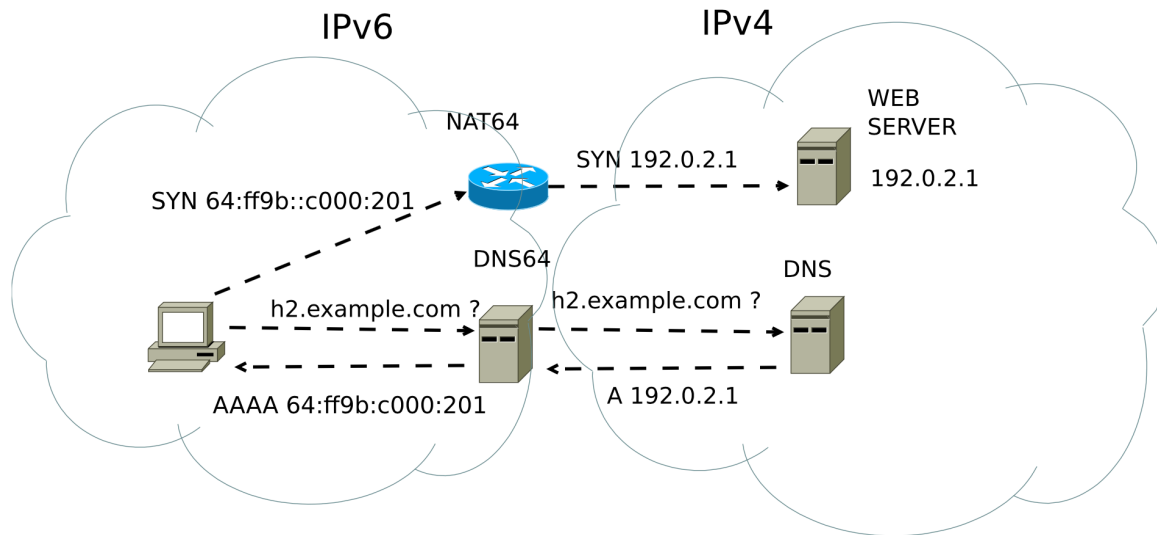 IPv6
IPv4
WEB
SERVER
NAT64
SYN 192.0.2.1
192.0.2.1
SYN 64:ff9b::c000:201
DNS64
DNS
h2.example.com ?
h2.example.com ?
AAAA 64:ff9b:c000:201
A 192.0.2.1